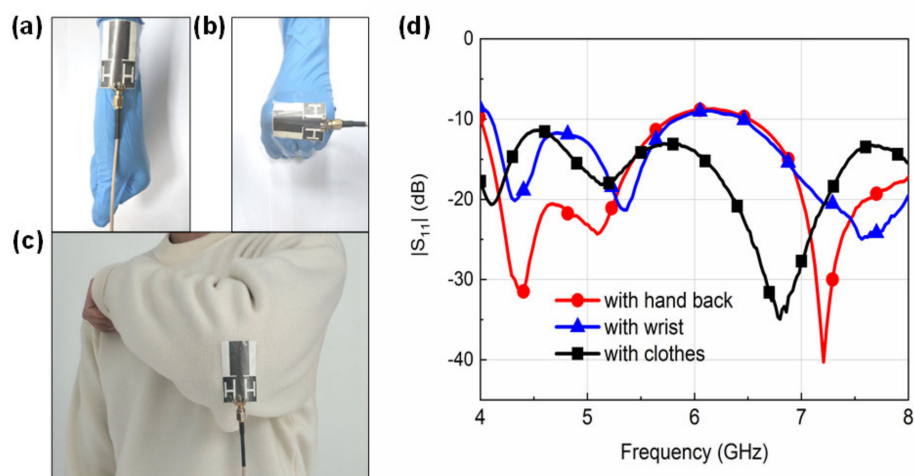 (a)
(b)
(c)
(d)
0
-10
-20
-30
-40
|S₁₁| (dB)
with hand back
with wrist
with clothes
4
5
6
7
8
Frequency (GHz)